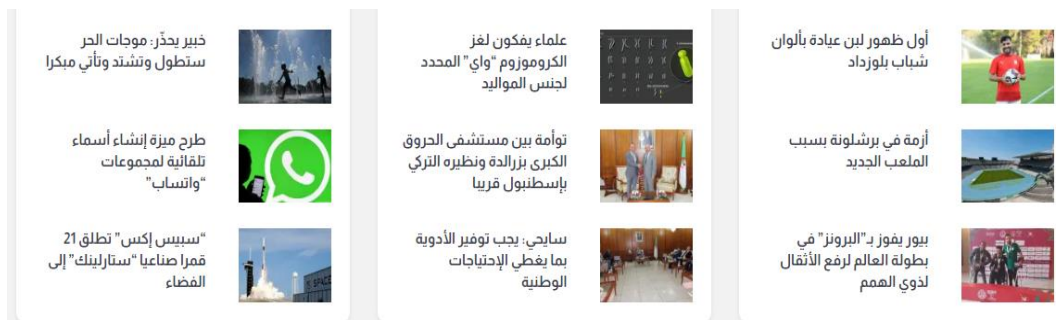 أول ظهور لبن عيادة بألوان
شباب بلوزداد
أزمة في برشلونة بسبب
الملعب الجديد
بيور يفوز بـ"البرونز" في
بطولة العالم لرفع الأثقال
لذوي الهمم
علماء يفكون لغز
الكروموزوم “واي” المحدد
لجنس المواليد
توأمة بين مستشفى الحروق
الكبرى بزرالدة ونظيره التركي
بإسطنبول قريبا
سايحي: يجب توفير الأدوية
بما يغطي الإحتياجات
الوطنية
خبير يحذّر: موجات الحر
ستطول وتشتد وتأتي مبكرا
طرح ميزة إنشاء أسماء
تلقائية لمجموعات
“واتساب”
“سبيس إكس” تطلق 21
قمرا صناعيا “ستارلينك” إلى
الفضاء